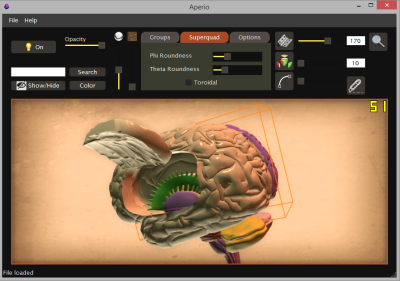 Aperio
File Help
On
Opacity
Groups Superquad Options
170
Phi Roundness
Theta Roundness
10
Search
Toroidal
Show/Hide Color
51
File loaded